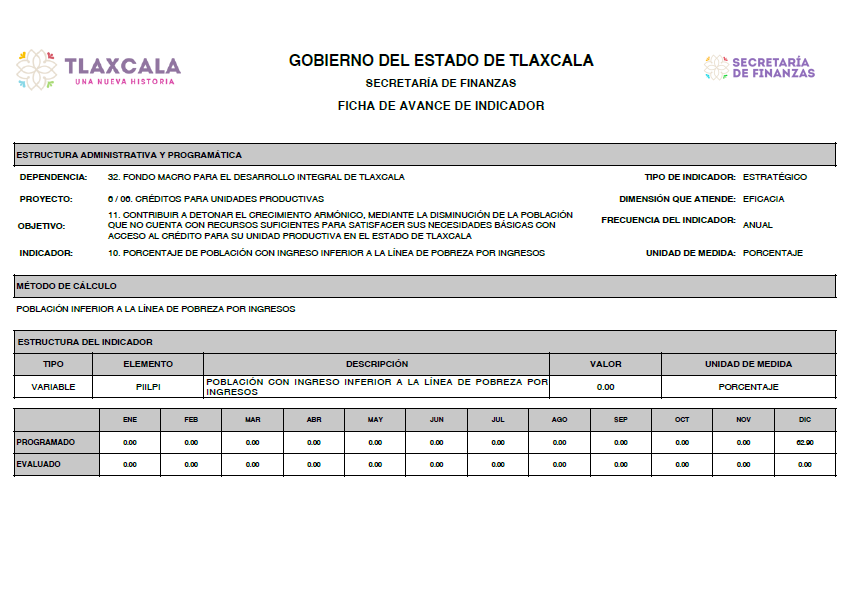 TLAXCALA
UNA NUEVA HISTORIA
GOBIERNO DEL ESTADO DE TLAXCALA
SECRETARÍA DE FINANZAS
FICHA DE AVANCE DE INDICADOR
SECRETARÍA
DE FINANZAS
ESTRUCTURA ADMINISTRATIVA Y PROGRAMÁTICA
DEPENDENCIA: 32. FONDO MACRO PARA EL DESARROLLO INTEGRAL DE TLAXCALA TIPO DE INDICADOR: ESTRATÉGICO
PROYECTO: 6 / 06. CRÉDITOS PARA UNIDADES PRODUCTIVAS DIMENSIÓN QUE ATIENDE: EFICACIA
OBJETIVO: 11. CONTRIBUIR A DETONAR EL CRECIMIENTO ARMÓNICO, MEDIANTE LA DISMINUCIÓN DE LA POBLACIÓN
QUE NO CUENTA CON RECURSOS SUFICIENTES PARA SATISFACER SUS NECESIDADES BÁSICAS CON
ACCESO AL CRÉDITO PARA SU UNIDAD PRODUCTIVA EN EL ESTADO DE TLAXCALA
FRECUENCIA DEL INDICADOR: ANUAL
INDICADOR: 10. PORCENTAJE DE POBLACIÓN CON INGRESO INFERIOR A LA LÍNEA DE POBREZA POR INGRESOS UNIDAD DE MEDIDA: PORCENTAJE
MÉTODO DE CÁLCULO
POBLACIÓN INFERIOR A LA LÍNEA DE POBREZA POR INGRESOS
ESTRUCTURA DEL INDICADOR
TIPO ELEMENTO DESCRIPCIÓN VALOR UNIDAD DE MEDIDA
VARIABLE PIILPI POBLACIÓN CON INGRESO INFERIOR A LA LÍNEA DE POBREZA POR
INGRESOS 0.00 PORCENTAJE
ENE FEB MAR ABR MAY JUN JUL AGO SEP OCT NOV DIC
PROGRAMADO 0.00 0.00 0.00 0.00 0.00 0.00 0.00 0.00 0.00 0.00 0.00 62.90
EVALUADO 0.00 0.00 0.00 0.00 0.00 0.00 0.00 0.00 0.00 0.00 0.00 0.00